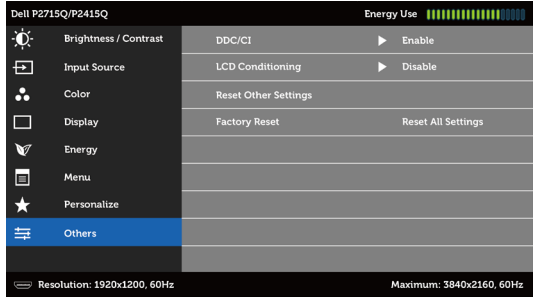 Dell P2715Q/P2415Q Energy Use
Brightness / Contrast
Input Source
Color
Display
Energy
Menu
Personalize
Others
DDC/CI Enable
LCD Conditioning Disable
Reset Other Settings
Factory Reset Reset All Settings
Resolution: 1920x1200, 60Hz Maximum: 3840x2160, 60Hz